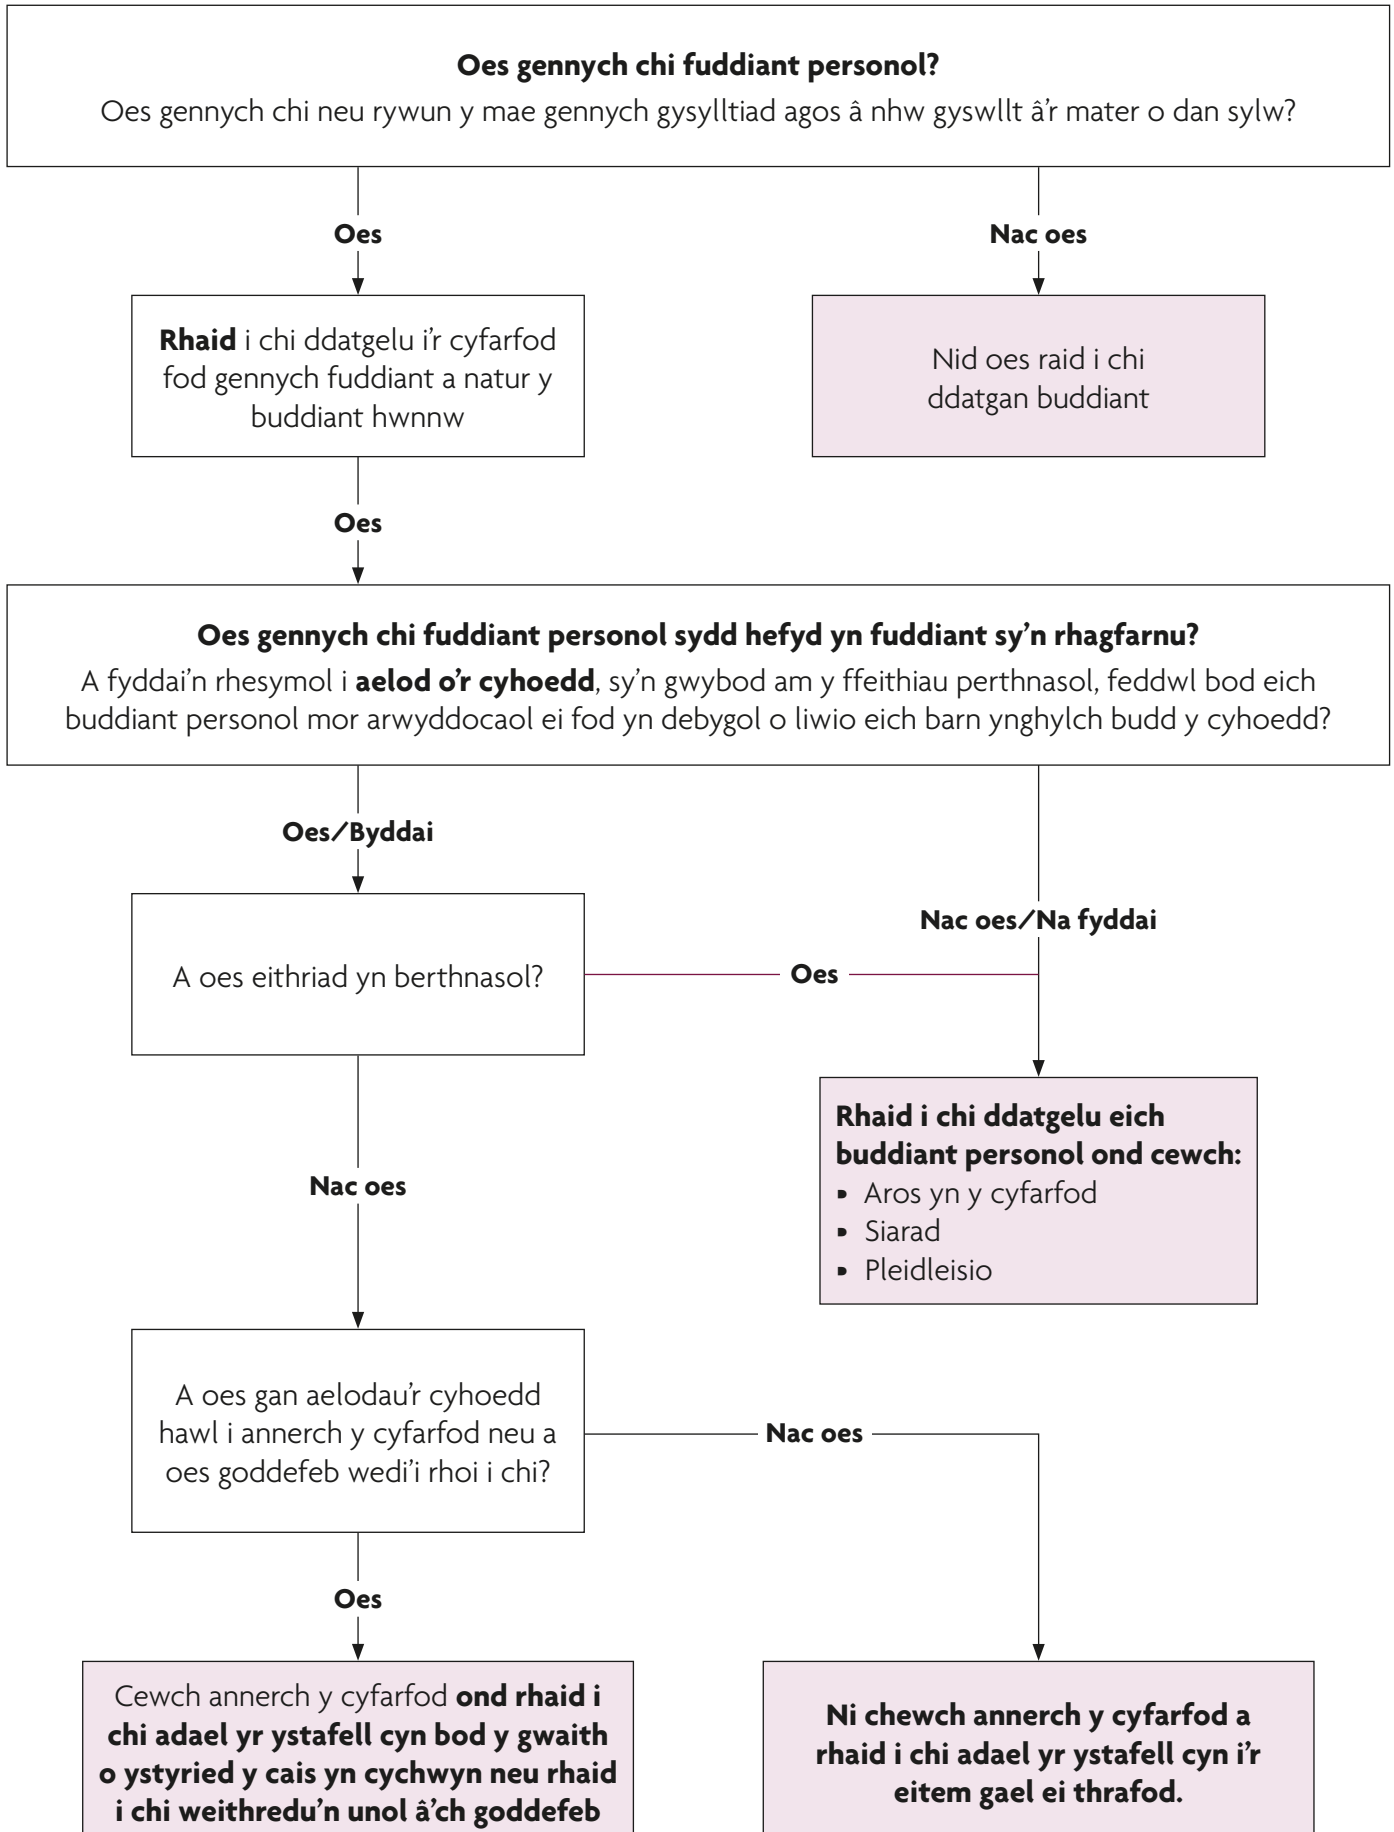 Oes gennych chi fuddiant personol?
Oes gennych chi neu rywun y mae gennych gysylltiad agos â nhw gyswllt â'r mater o dan sylw?
Oes
Nac oes
Rhaid i chi ddatgelu i'r cyfarfod
fod gennych fuddiant a natur y
buddiant hwnnw
Nid oes raid i chi
ddatgan buddiant
Oes
Oes gennych chi fuddiant personol sydd hefyd yn fuddiant sy'n rhagfarnu?
A fyddai'n rhesymol i aelod o'r cyhoedd, sy'n gwybod am y ffeithiau perthnasol, feddwl bod eich
buddiant personol mor arwyddocaol ei fod yn debygol o liwio eich barn ynghylch budd y cyhoedd?
Oes/Byddai
Nac oes/Na fyddai
A oes eithriad yn berthnasol?
Oes
Rhaid i chi ddatgelu eich
buddiant personol ond cewch:
• Aros yn y cyfarfod
• Siarad
• Pleidleisio
Nac oes
A oes gan aelodau'r cyhoedd
hawl i annerch y cyfarfod neu a
oes goddefeb wedi'i rhoi i chi?
Nac oes
Oes
Cewch annerch y cyfarfod ond rhaid i
chi adael yr ystafell cyn bod y gwaith
o ystyried y cais yn cychwyn neu rhaid
i chi weithredu'n unol â'ch goddefeb
Ni chewch annerch y cyfarfod a
rhaid i chi adael yr ystafell cyn i'r
eitem gael ei thrafod.